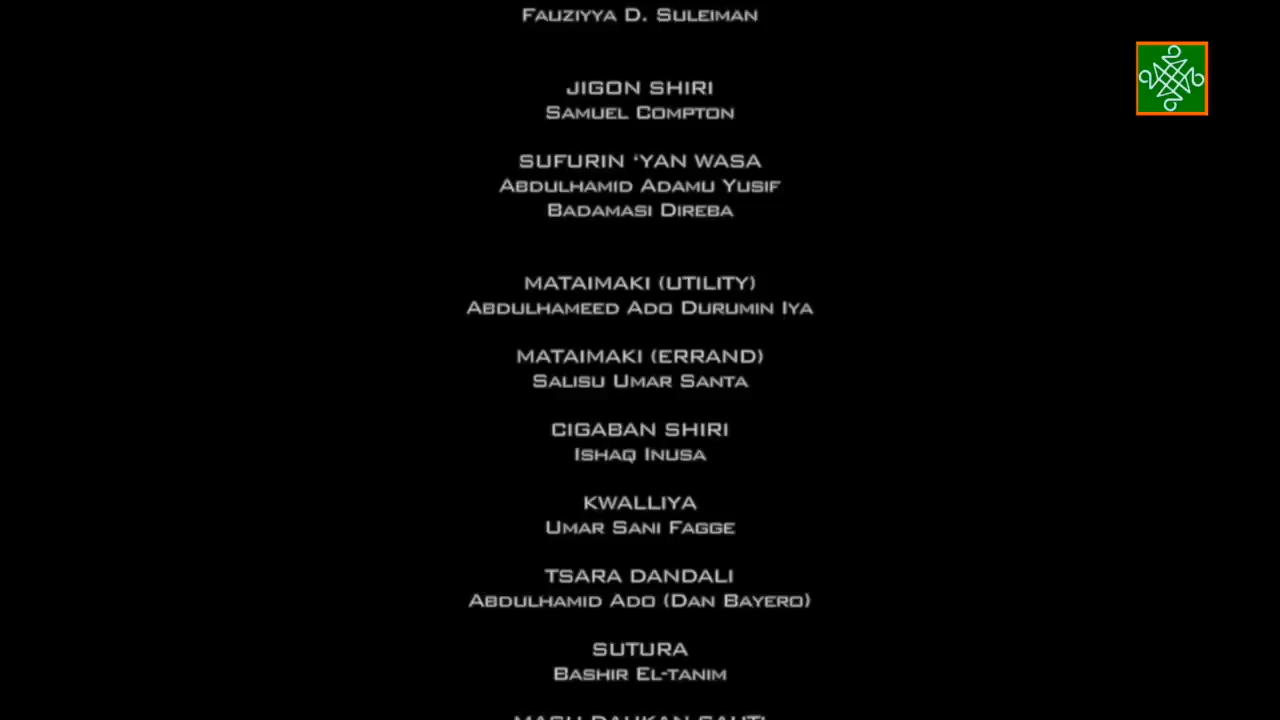 FAUZIYYA D. SULEIMAN
JIGON SHIRI
SAMUEL COMPTON
SUFURIN ‘YAN WASA
ABDULHAMID ADAMU YUSIF
BADAMASI DIREBA
MATAIMAKI (UTILITY)
ABDULHAMEED ADO DURUMIN IYA
MATAIMAKI (ERRAND)
SALISU UMAR SANTA
CIGABAN SHIRI
ISHAQ INUSA
KWALLIYA
UMAR SANI FAGGE
TSARA DANDALI
ABDULHAMID ADO (DAN BAYERO)
SUTURA
BASHIR EL-TANIM